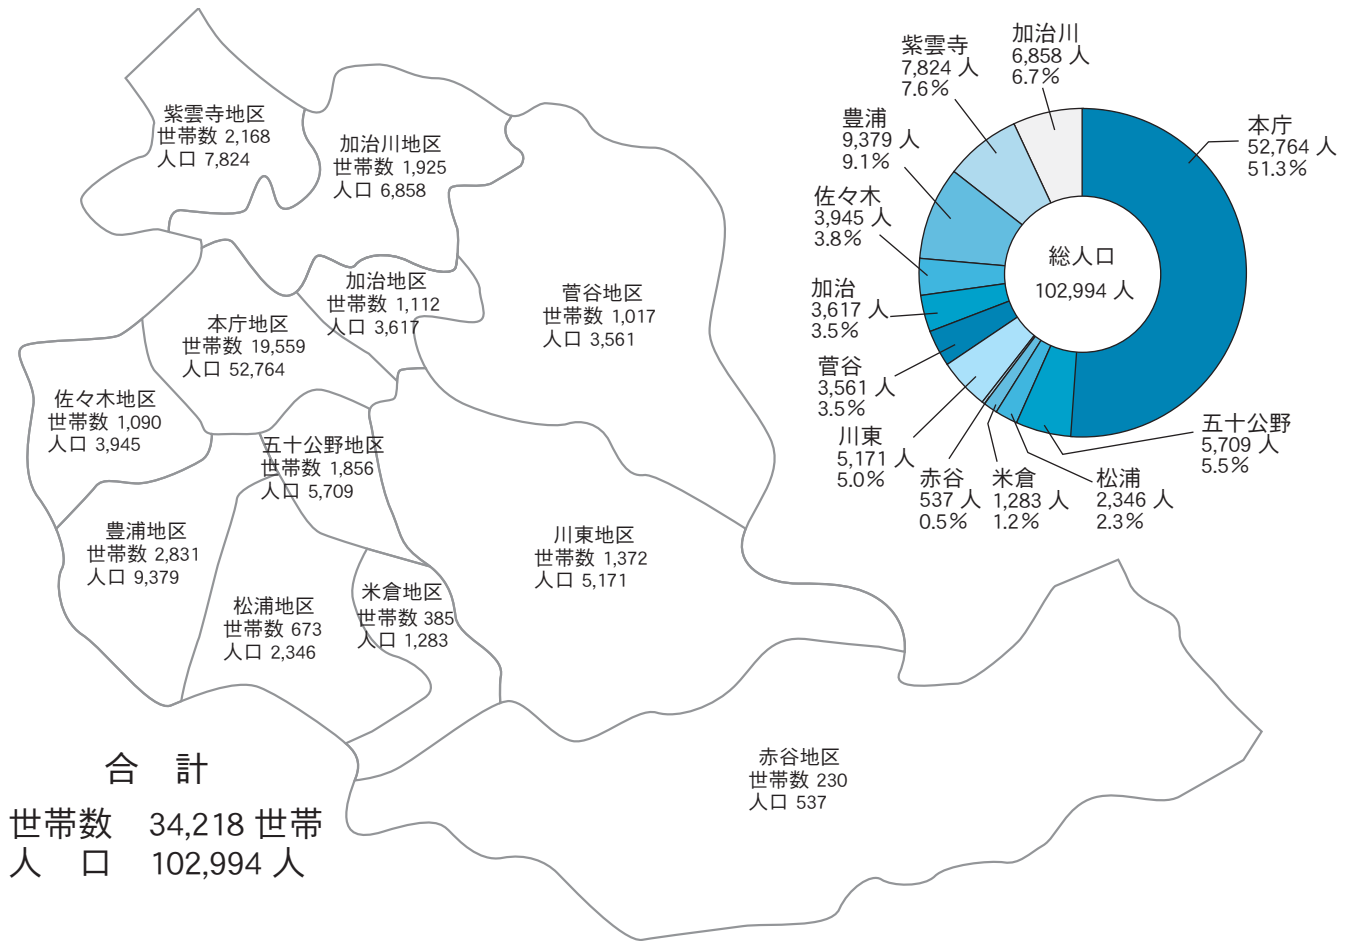 紫雲寺地区
世帯数 2,168
人口 7,824
加治川地区
世帯数 1,925
人口 6,858
加治地区
世帯数 1,112
人口 3,617
菅谷地区
世帯数 1,017
人口 3,561
本庁地区
世帯数 19,559
人口 52,764
佐々木地区
世帯数 1,090
人口 3,945
五十公野地区
世帯数 1,856
人口 5,709
豊浦地区
世帯数 2,831
人口 9,379
川東地区
世帯数 1,372
人口 5,171
松浦地区
世帯数 673
人口 2,346
米倉地区
世帯数 385
人口 1,283
赤谷地区
世帯数 230
人口 537
合 計
世帯数 34,218 世帯
人 口 102,994 人
加治川
6,858 人
6.7%
紫雲寺
7,824 人
7.6%
豊浦
9,379 人
9.1%
佐々木
3,945 人
3.8%
加治
3,617 人
3.5%
菅谷
3,561 人
3.5%
川東
5,171 人
5.0%
赤谷
537 人
0.5%
米倉
1,283 人
1.2%
松浦
2,346 人
2.3%
五十公野
5,709 人
5.5%
本庁
52,764 人
51.3%
総人口
102,994 人